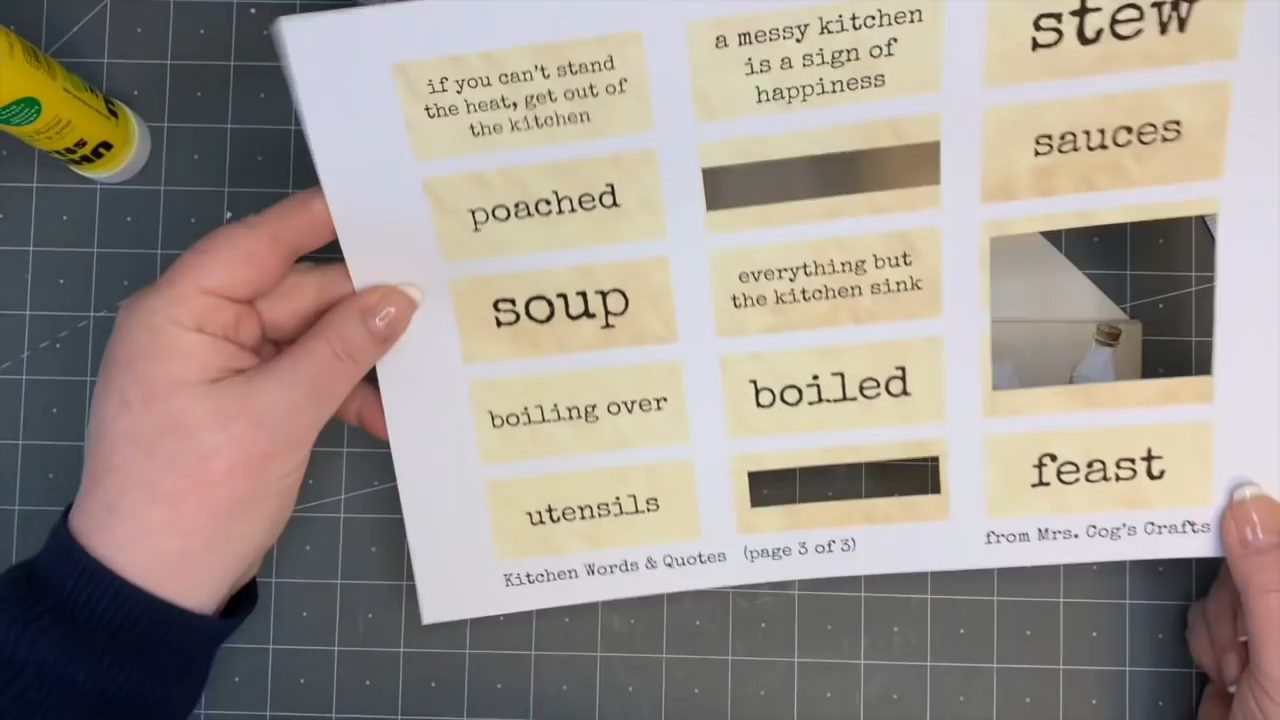 if you can't stand
the heat, get out of
the kitchen
poached
soup
boiling over
utensils
a messy kitchen
is a sign of
happiness
everything but
the kitchen sink
boiled
stew
sauces
feast
Kitchen Words & Quotes (page 3 of 3)
from Mrs. Cog's Crafts